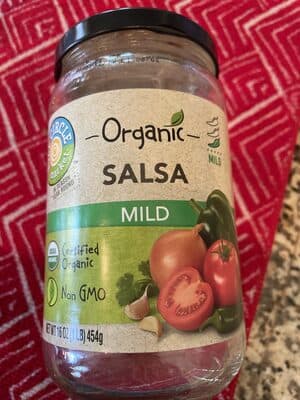 Organic
SALSA
MILD
MILD
Certified
Organic
Non GMO
NET WT 16 OZ (1 LB) 454g